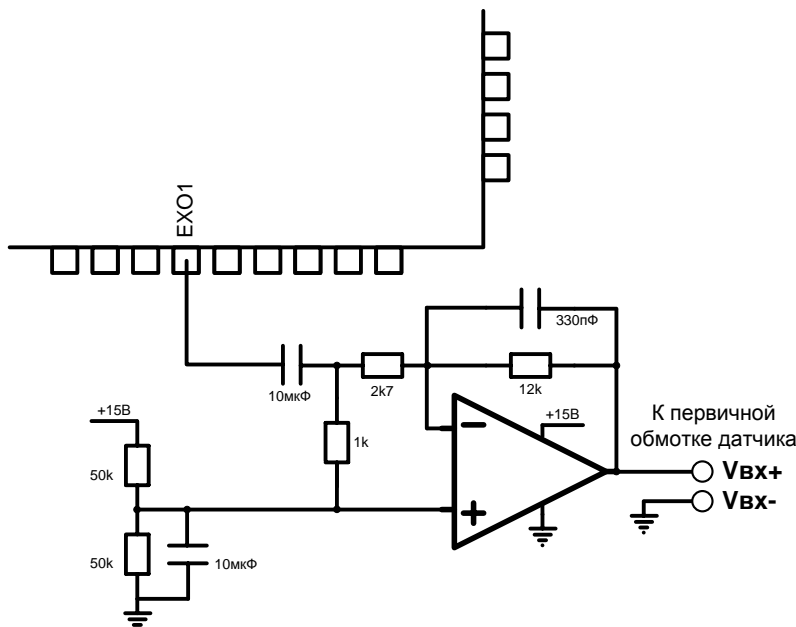 EXO1
330пФ
10мкФ
2k7
12k
+15В
1k
+15В
К первичной
обмотке датчика
50k
Vвх+
Vвх-
50k
10мкФ